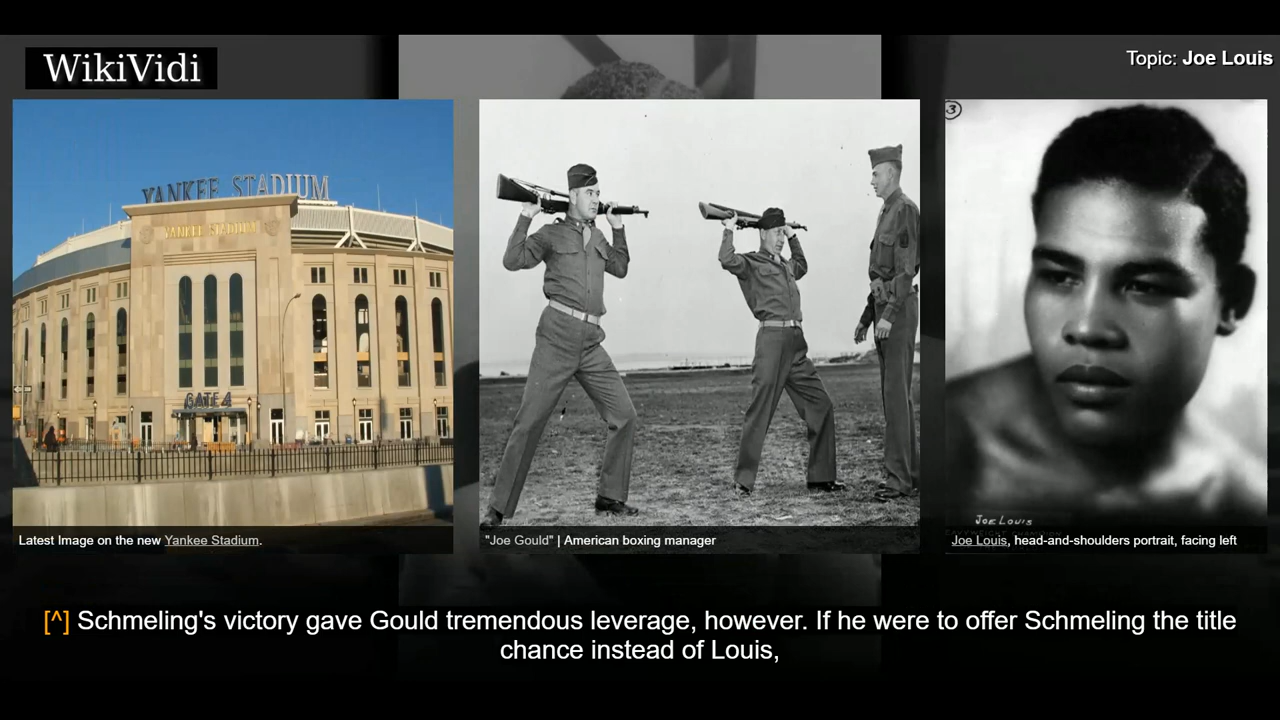 WikiVidi
Topic: Joe Louis
YANKEE STADIUM
YANKEE STADIUM
GATE 4
3
JOE LOUIS
Latest Image on the new Yankee Stadium.
"Joe Gould" | American boxing manager
Joe Louis, head-and-shoulders portrait, facing left
[^] Schmeling's victory gave Gould tremendous leverage, however. If he were to offer Schmeling the title
chance instead of Louis,